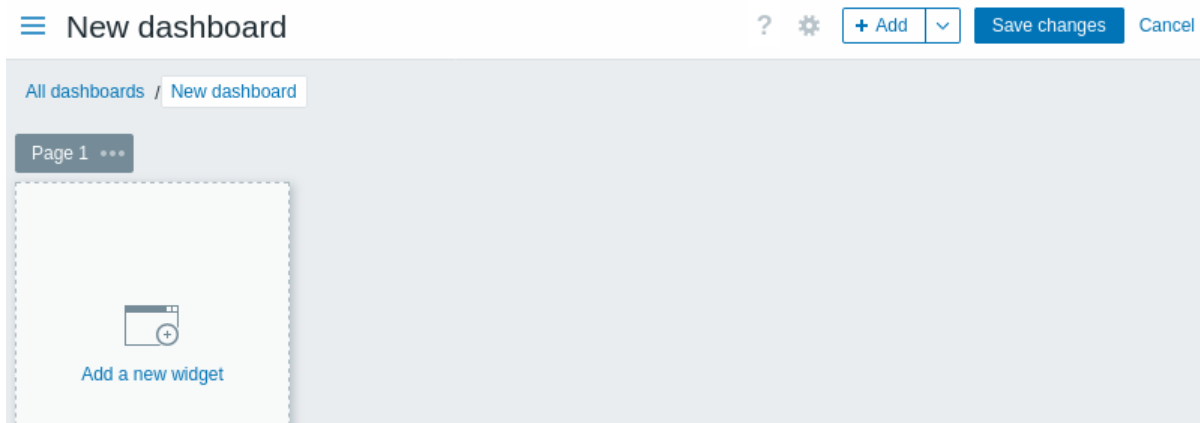 New dashboard ? + Add Save changes Cancel
All dashboards / New dashboard
Page 1 •••
Add a new widget